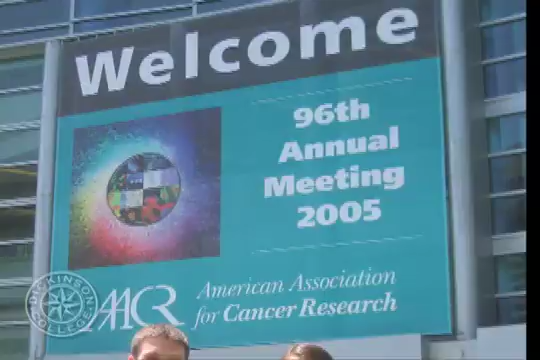 Welcome
96th
Annual
Meeting
2005
AACR
American Association
for Cancer Research
DICKINSON
COLLEGE